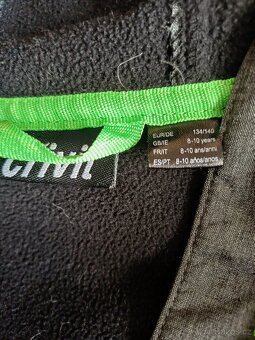 crivit
EUR/DE 134/140
GB/IE 8-10 years
FR/IT 8-10 ans/anni
ES/PT 8-10 años/anos